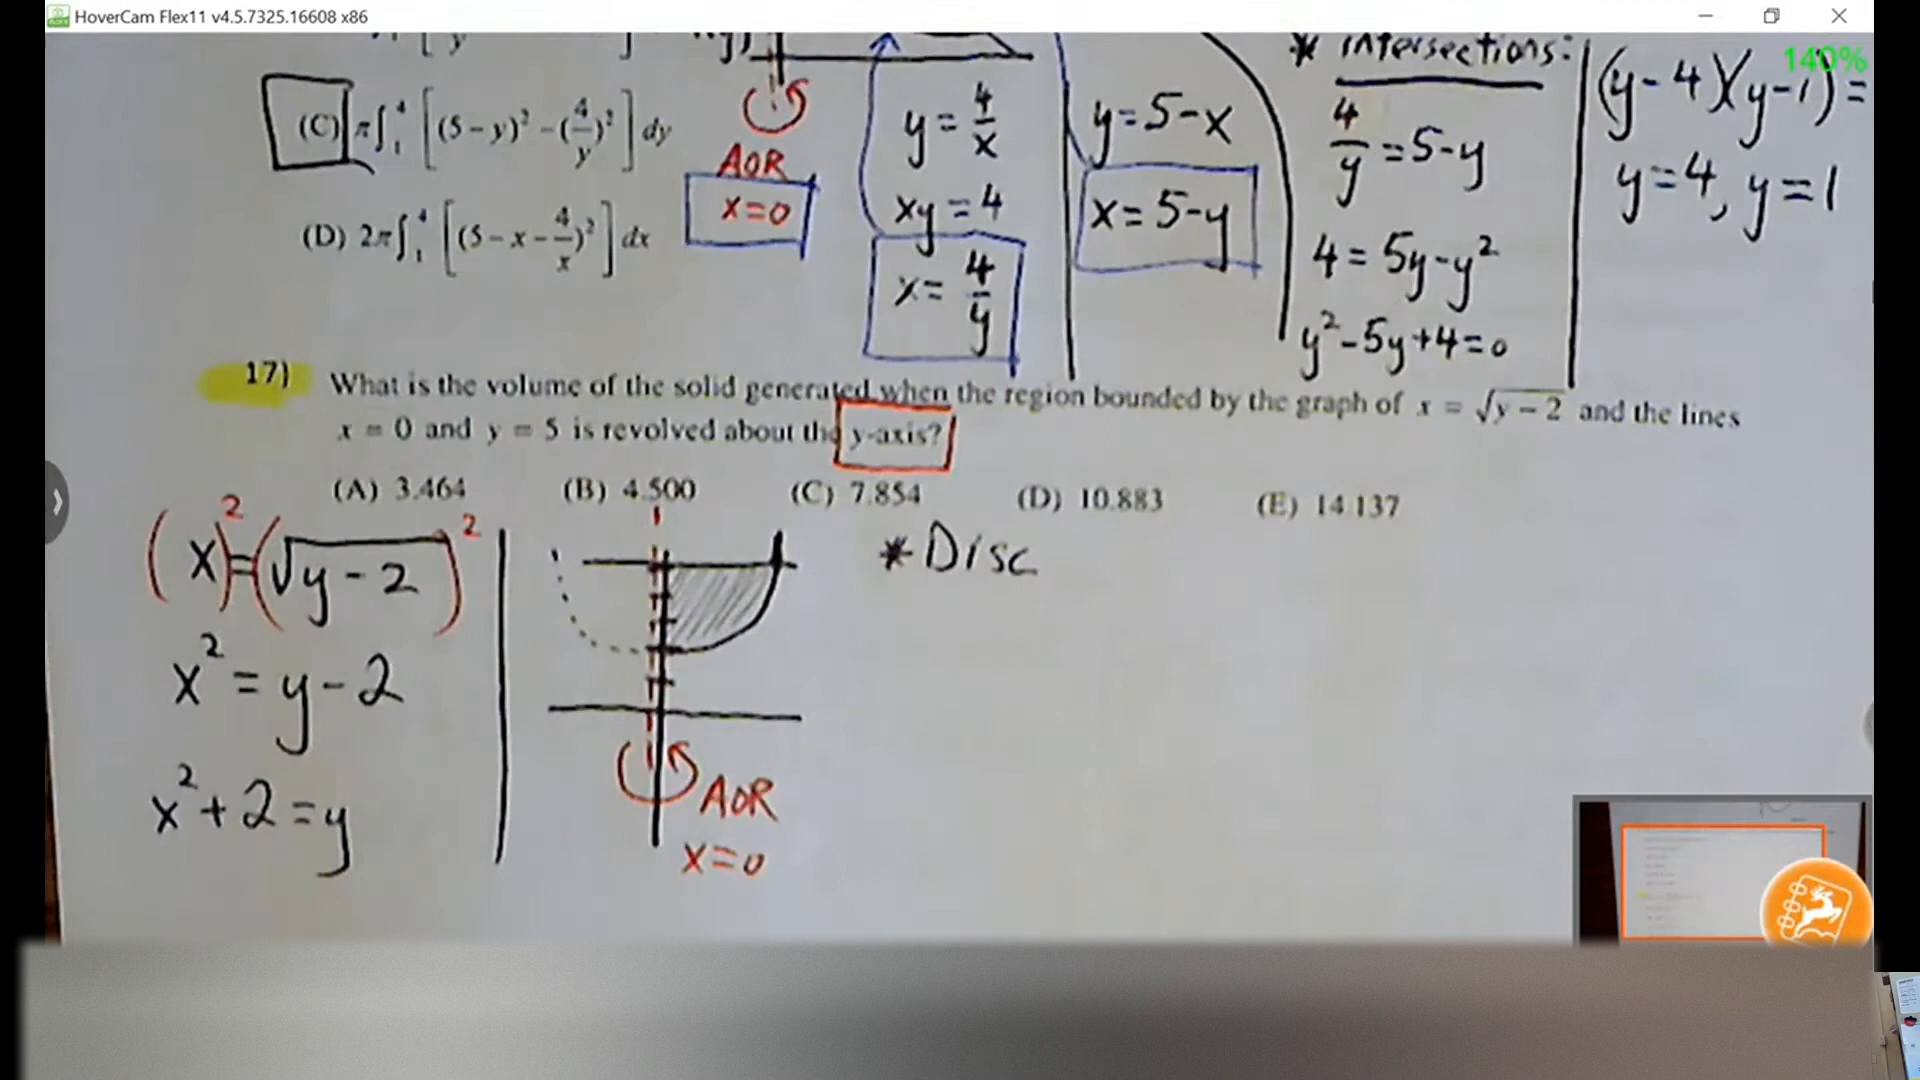 HoverCam Flex11 v4.5.7325.16608 x86
140%
(C) π∫₁⁴ [(5 − y)² − (4/y)²] dy
(D) 2π∫₁⁴ [(5 − x − 4/x)²] dx
AOR
x=0
y = 4/x
xy = 4
x = 4/y
y=5-x
x = 5-y
* intersections:
4/y = 5-y
4 = 5y-y²
y²-5y+4=0
(y-4)(y-1)=
y=4, y=1
17) What is the volume of the solid generated when the region bounded by the graph of x = √(y − 2) and the lines
x = 0 and y = 5 is revolved about the y-axis?
(A) 3.464 (B) 4.500 (C) 7.854 (D) 10.883 (E) 14.137
(x)²=(√(y-2))²
x² = y-2
x²+2=y
AOR
x=0
*Disc